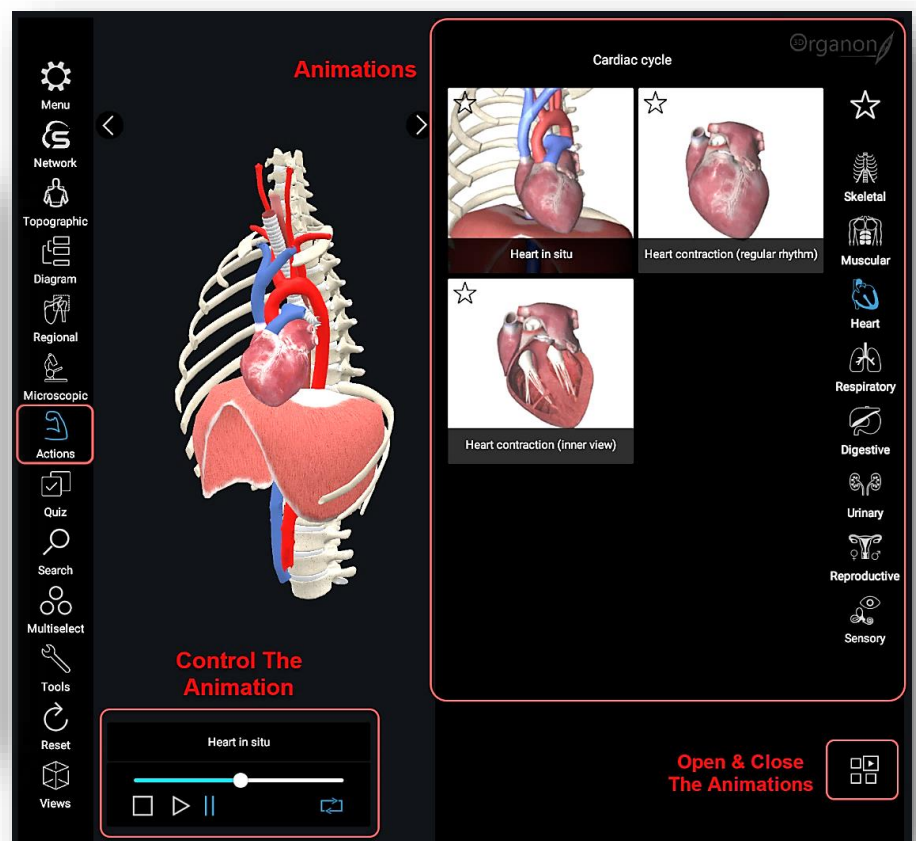 3D Organon
Animations
Cardiac cycle
Menu
Network
Topographic
Diagram
Regional
Microscopic
Actions
Quiz
Search
Multiselect
Tools
Reset
Views
Heart in situ
Heart contraction (regular rhythm)
Heart contraction (inner view)
Skeletal
Muscular
Heart
Respiratory
Digestive
Urinary
Reproductive
Sensory
Control The
Animation
Heart in situ
Open & Close
The Animations